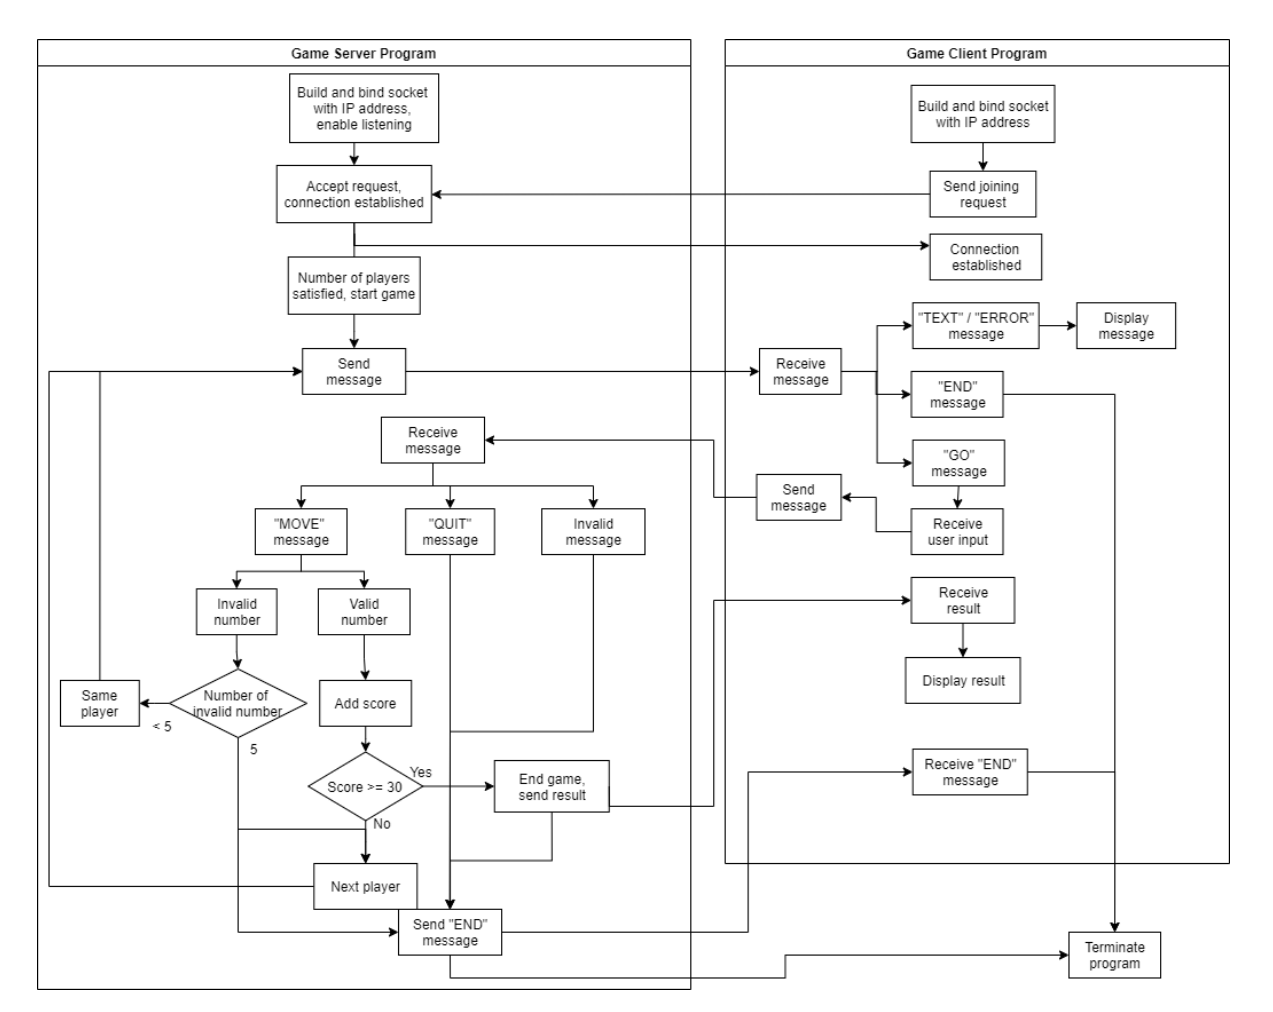 Game Server Program
Build and bind socket
with IP address,
enable listening
Accept request,
connection established
Number of players
satisfied, start game
Send
message
Receive
message
"MOVE"
message
"QUIT"
message
Invalid
message
Invalid
number
Valid
number
Same
player
Number of
invalid number
< 5
5
Add score
Score >= 30
Yes
No
End game,
send result
Next player
Send "END"
message
Game Client Program
Build and bind socket
with IP address
Send joining
request
Connection
established
Receive
message
"TEXT" / "ERROR"
message
Display
message
"END"
message
"GO"
message
Send
message
Receive
user input
Receive
result
Display result
Receive "END"
message
Terminate
program